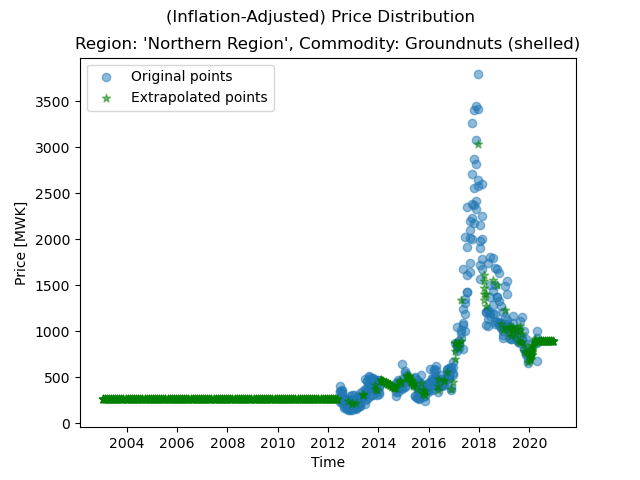 (Inflation-Adjusted) Price Distribution
Region: 'Northern Region', Commodity: Groundnuts (shelled)
Original points
Extrapolated points
Price [MWK]
3500
3000
2500
2000
1500
1000
500
0
2004 2006 2008 2010 2012 2014 2016 2018 2020
Time